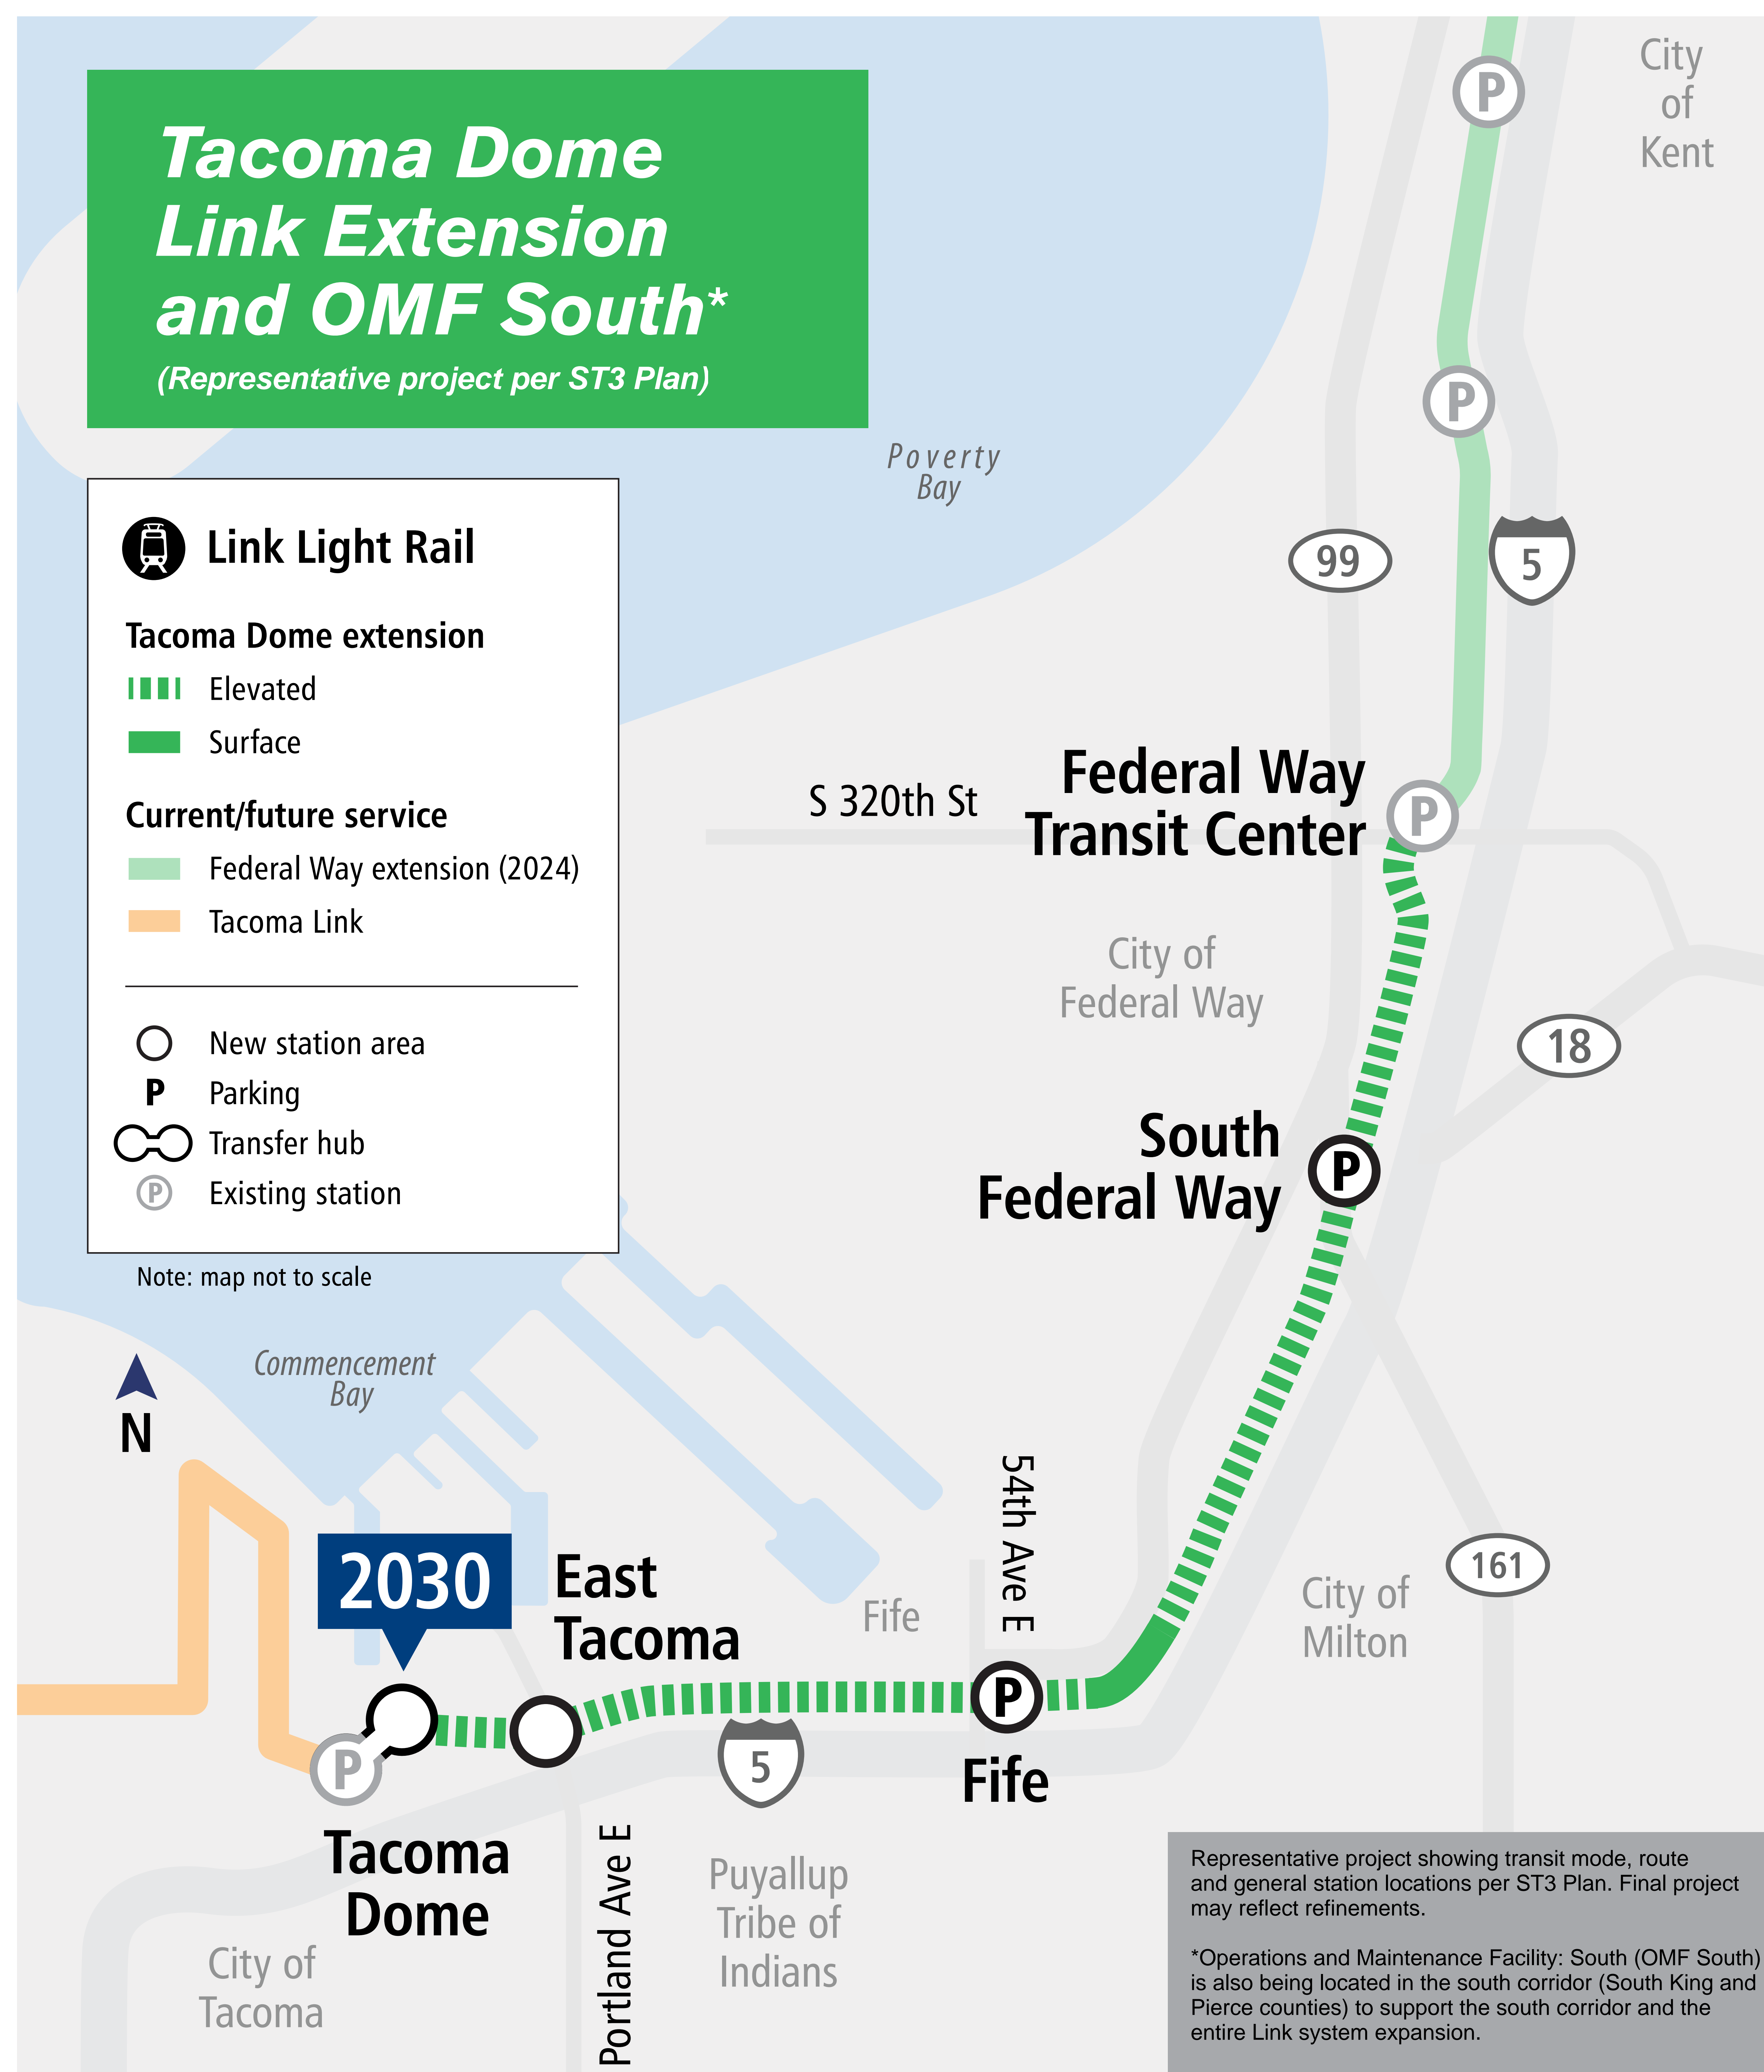 Tacoma Dome
Link Extension
and OMF South*
(Representative project per ST3 Plan)
Link Light Rail
Tacoma Dome extension
Elevated
Surface
Current/future service
Federal Way extension (2024)
Tacoma Link
New station area
P Parking
Transfer hub
P Existing station
Note: map not to scale
N
Poverty
Bay
Commencement
Bay
P
City
of
Kent
P
99
5
S 320th St
Federal Way
Transit Center
P
City of
Federal Way
18
South
Federal Way
P
54th Ave E
161
City of
Milton
2030
East
Tacoma
Fife
P
Fife
5
P
Tacoma
Dome
Portland Ave E
Puyallup
Tribe of
Indians
City of
Tacoma
Representative project showing transit mode, route
and general station locations per ST3 Plan. Final project
may reflect refinements.
*Operations and Maintenance Facility: South (OMF South)
is also being located in the south corridor (South King and
Pierce counties) to support the south corridor and the
entire Link system expansion.